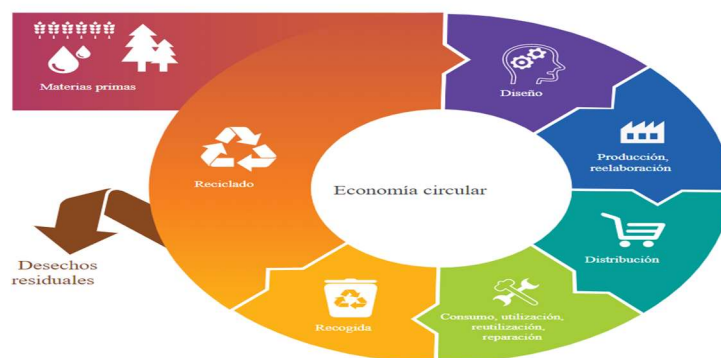 Materias primas
Diseño
Producción,
reelaboración
Reciclado
Economía circular
Distribución
Desechos
residuales
Recogida
Consumo, utilización,
reutilización,
reparación